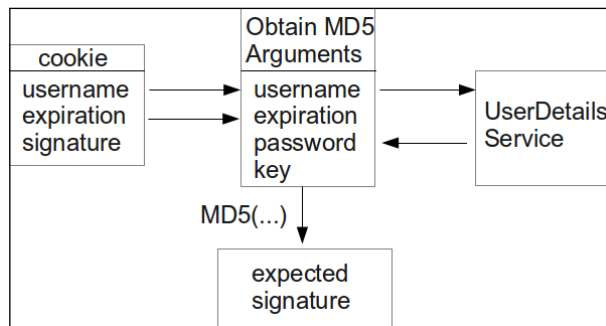 cookie
username
expiration
signature
Obtain MD5
Arguments
username
expiration
password
key
UserDetails
Service
MD5(...)
expected
signature